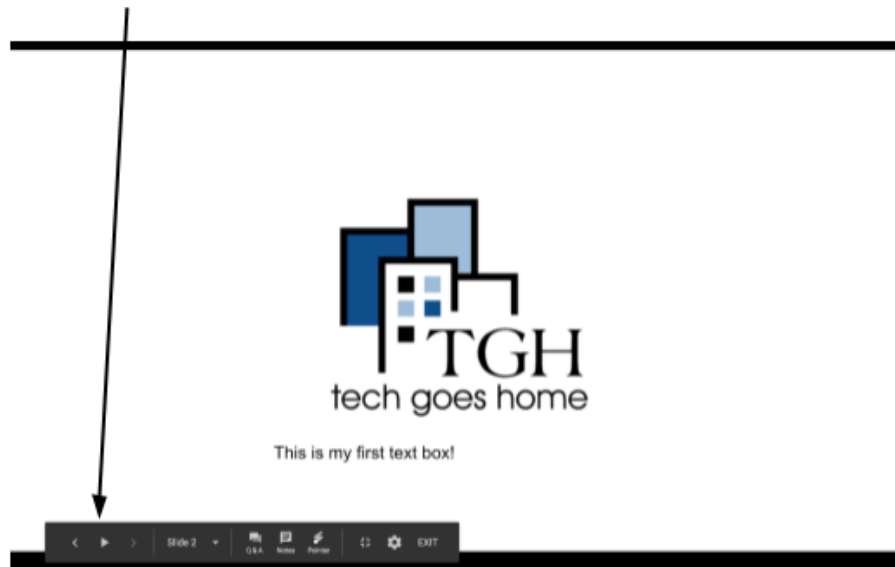 TGH
tech goes home
This is my first text box!
Slide 2
Q&A Notes Pointer
EXIT